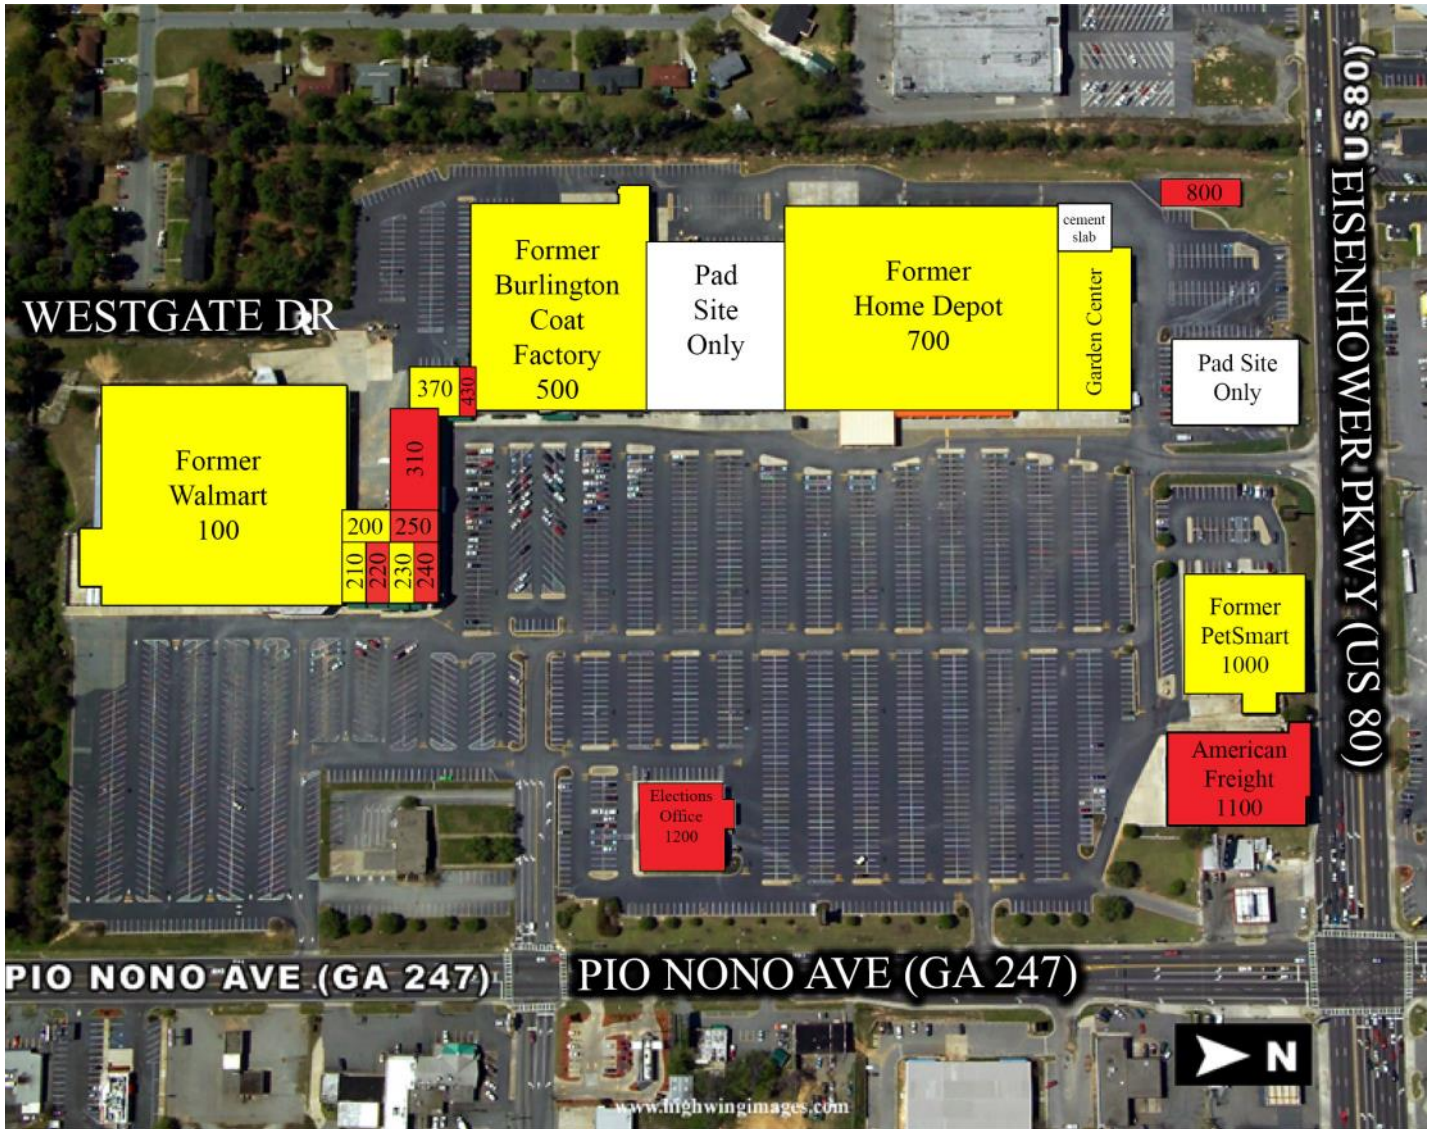 800
cement
slab
Former
Burlington
Coat
Factory
500
Pad
Site
Only
Former
Home Depot
700
Garden Center
(US80)
EISENHOWER PKWY (US 80)
WESTGATE DR
Pad Site
Only
370
430
Former
Walmart
100
310
200
250
210
220
230
240
Former
PetSmart
1000
American
Freight
1100
Elections
Office
1200
PIO NONO AVE (GA 247)
PIO NONO AVE (GA 247)
N
www.highwingimages.com